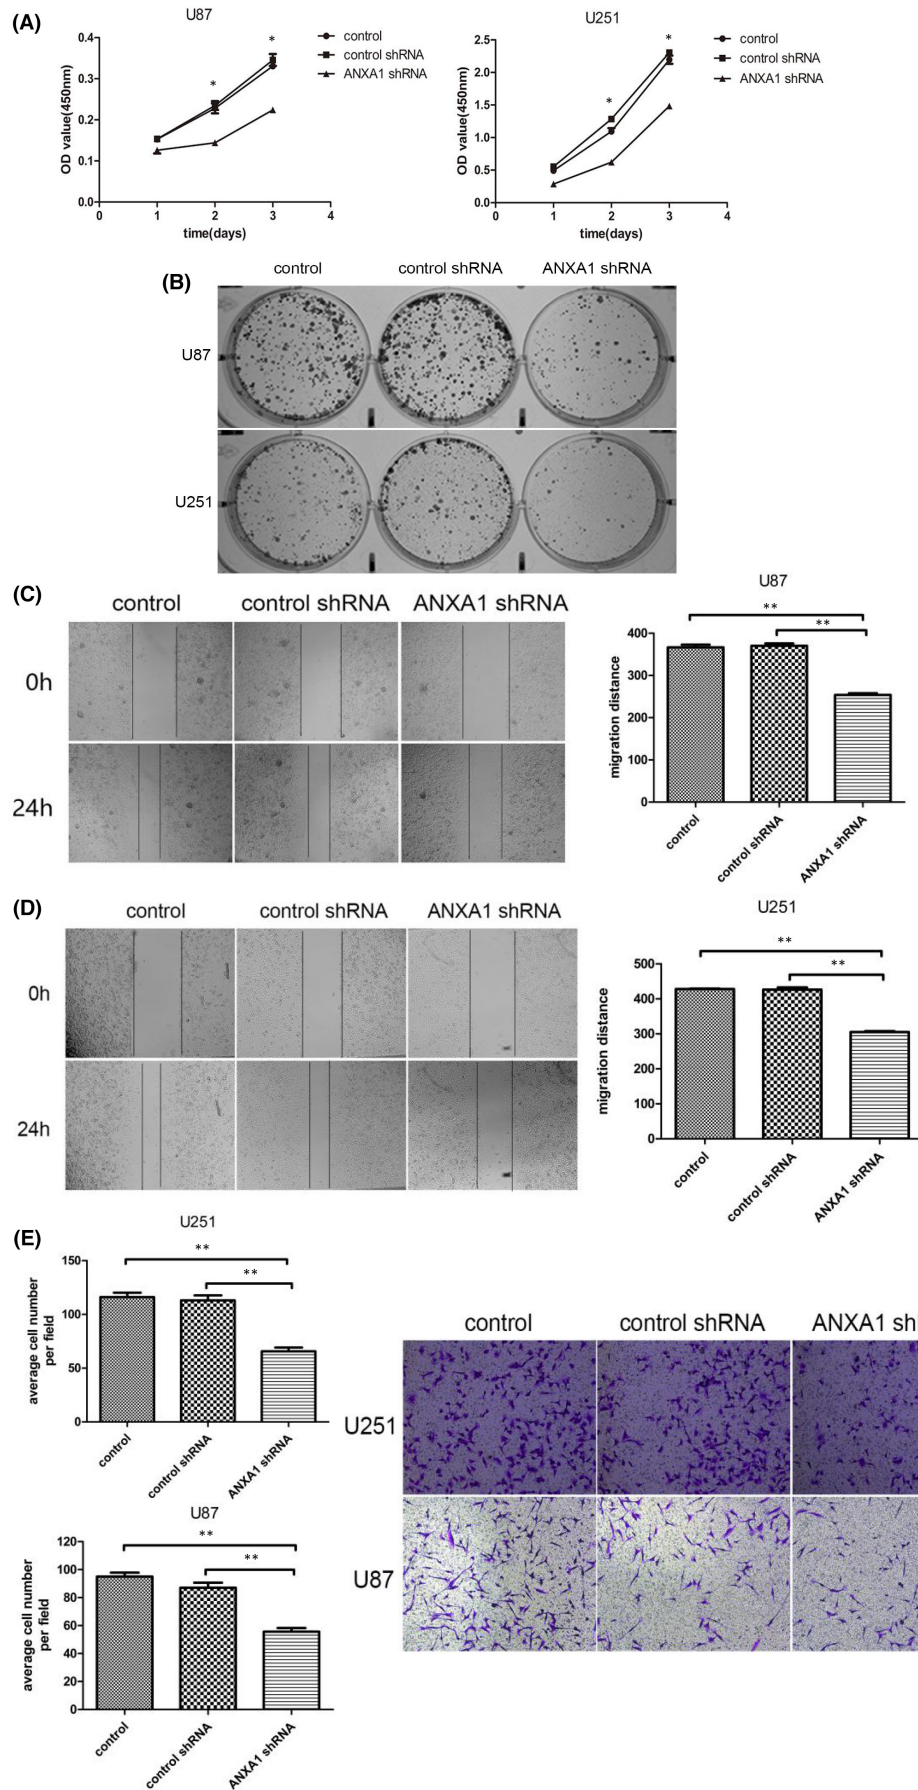 (A)
U87
OD value(450nm)
0.4
0.3
0.2
0.1
0.0
0
1
2
3
4
time(days)
*
*
control
control shRNA
ANXA1 shRNA
U251
OD value(450nm)
2.5
2.0
1.5
1.0
0.5
0.0
0
1
2
3
4
time(days)
*
*
control
control shRNA
ANXA1 shRNA
(B)
control
control shRNA
ANXA1 shRNA
U87
U251
(C)
control
control shRNA
ANXA1 shRNA
0h
24h
U87
**
**
migration distance
400
300
200
100
0
control
control shRNA
ANXA1 shRNA
(D)
control
control shRNA
ANXA1 shRNA
0h
24h
U251
**
**
migration distance
500
400
300
200
100
0
control
control shRNA
ANXA1 shRNA
(E)
U251
**
**
average cell number
per field
150
100
50
0
control
control shRNA
ANXA1 shRNA
U87
**
**
average cell number
per field
120
100
80
60
40
20
0
control
control shRNA
ANXA1 shRNA
control
control shRNA
ANXA1 sh
U251
U87